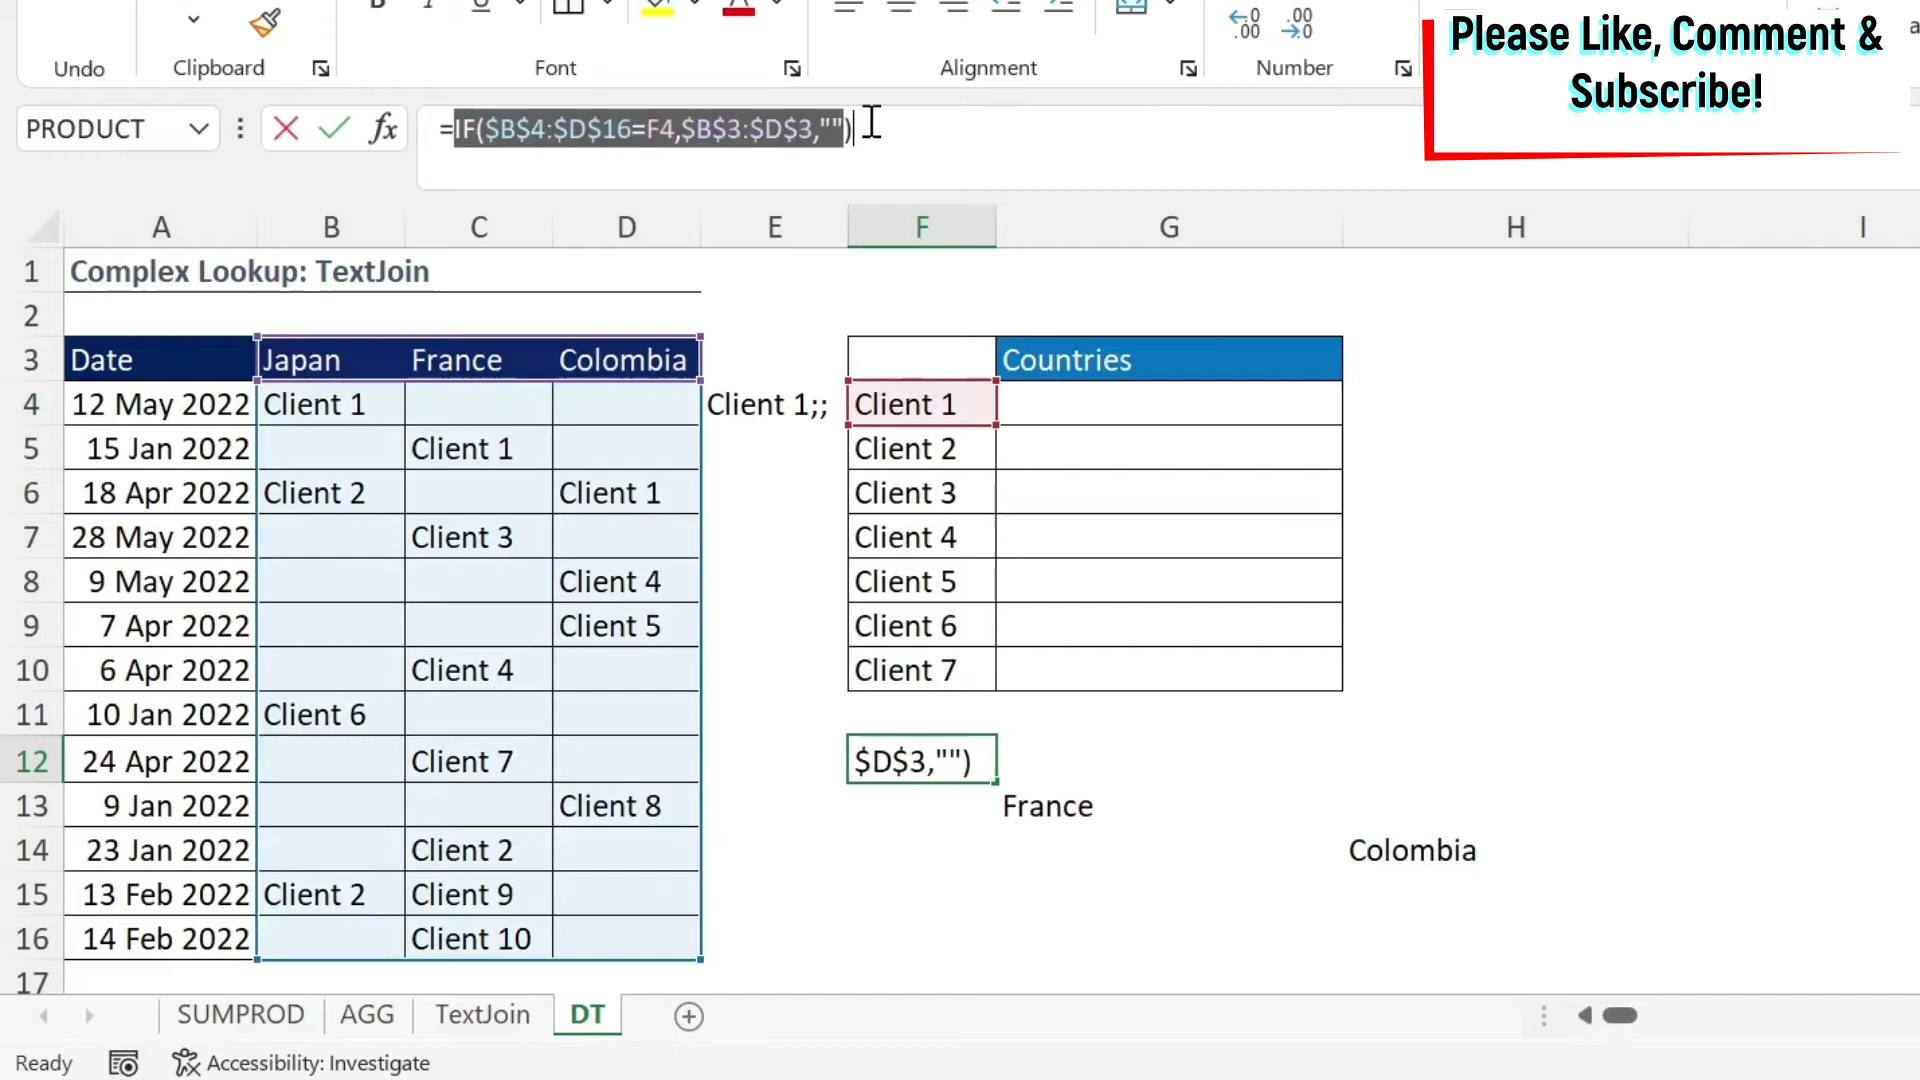 Please Like, Comment &
Subscribe!
Undo
Clipboard
Font
Alignment
Number
PRODUCT
fx
=IF($B$4:$D$16=F4,$B$3:$D$3,"")
A B C D E F G H I
1 Complex Lookup: TextJoin
2
3 Date Japan France Colombia Countries
4 12 May 2022 Client 1 Client 1;; Client 1
5 15 Jan 2022 Client 1 Client 2
6 18 Apr 2022 Client 2 Client 1 Client 3
7 28 May 2022 Client 3 Client 4
8 9 May 2022 Client 4 Client 5
9 7 Apr 2022 Client 5 Client 6
10 6 Apr 2022 Client 4 Client 7
11 10 Jan 2022 Client 6
12 24 Apr 2022 Client 7 $D$3,"")
13 9 Jan 2022 Client 8 France
14 23 Jan 2022 Client 2 Colombia
15 13 Feb 2022 Client 2 Client 9
16 14 Feb 2022 Client 10
17
SUMPROD AGG TextJoin DT
Ready Accessibility: Investigate